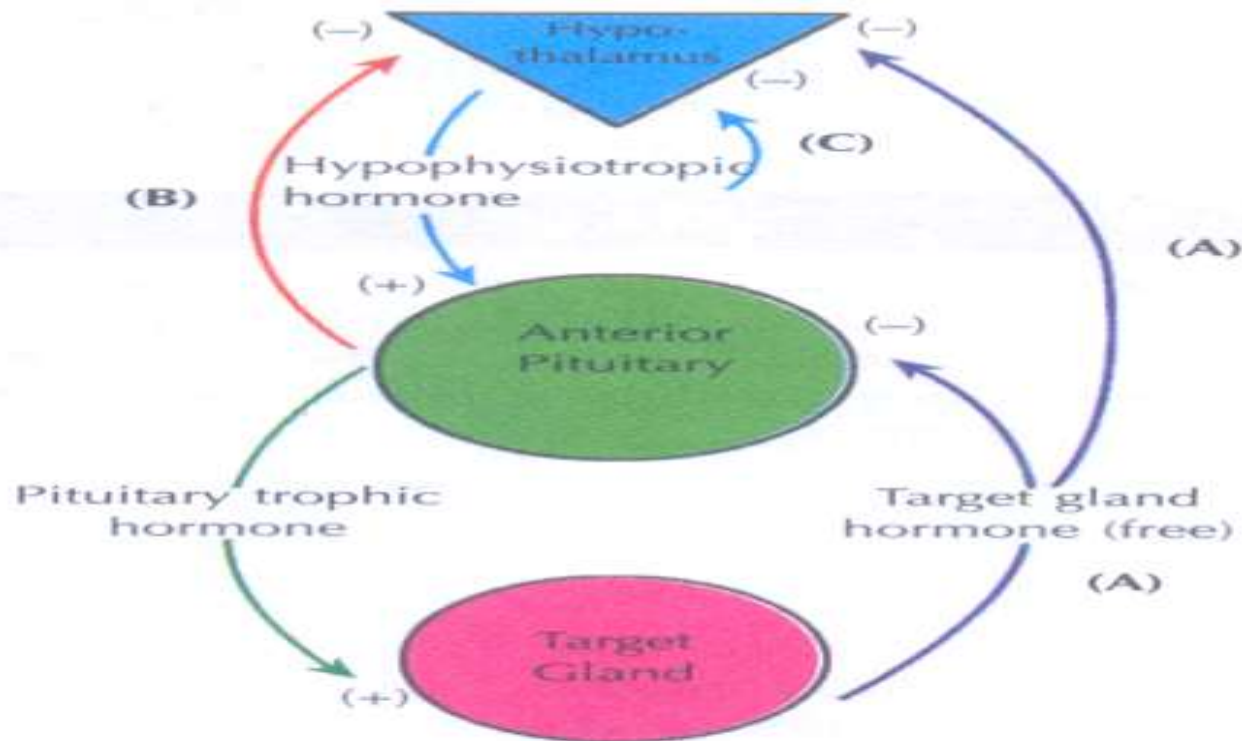 (—)
Hypo-
thalamus
(—)
(—)
(C)
Hypophysiotropic
hormone
(B)
(A)
(+)
Anterior
Pituitary
(—)
Pituitary trophic
hormone
Target gland
hormone (free)
(A)
Target
Gland
(+)